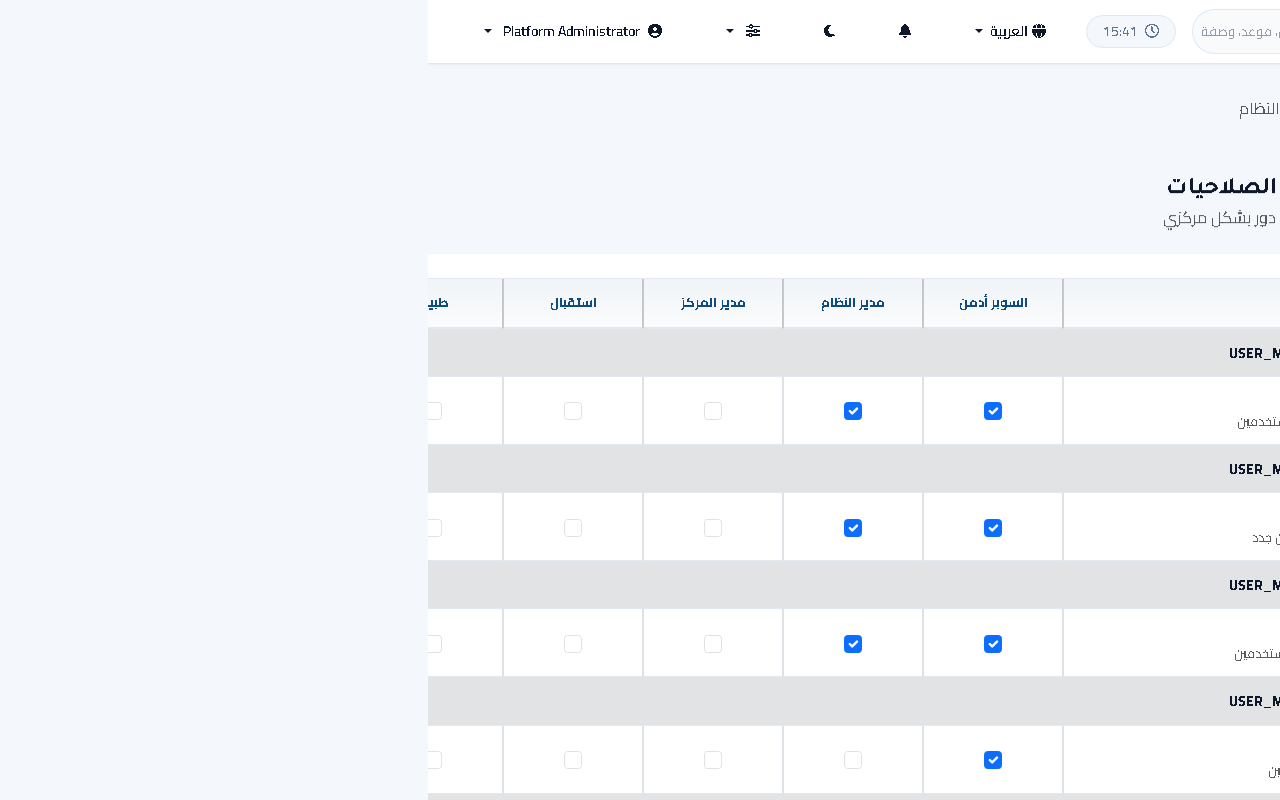 موعد، وصفة 15:41 العربية Platform Administrator
النظام
الصلاحيات
دور بشكل مركزي
السوبر أدمن مدير النظام مدير المركز استقبال
USER_M
USER_M
جدد
USER_M
USER_M